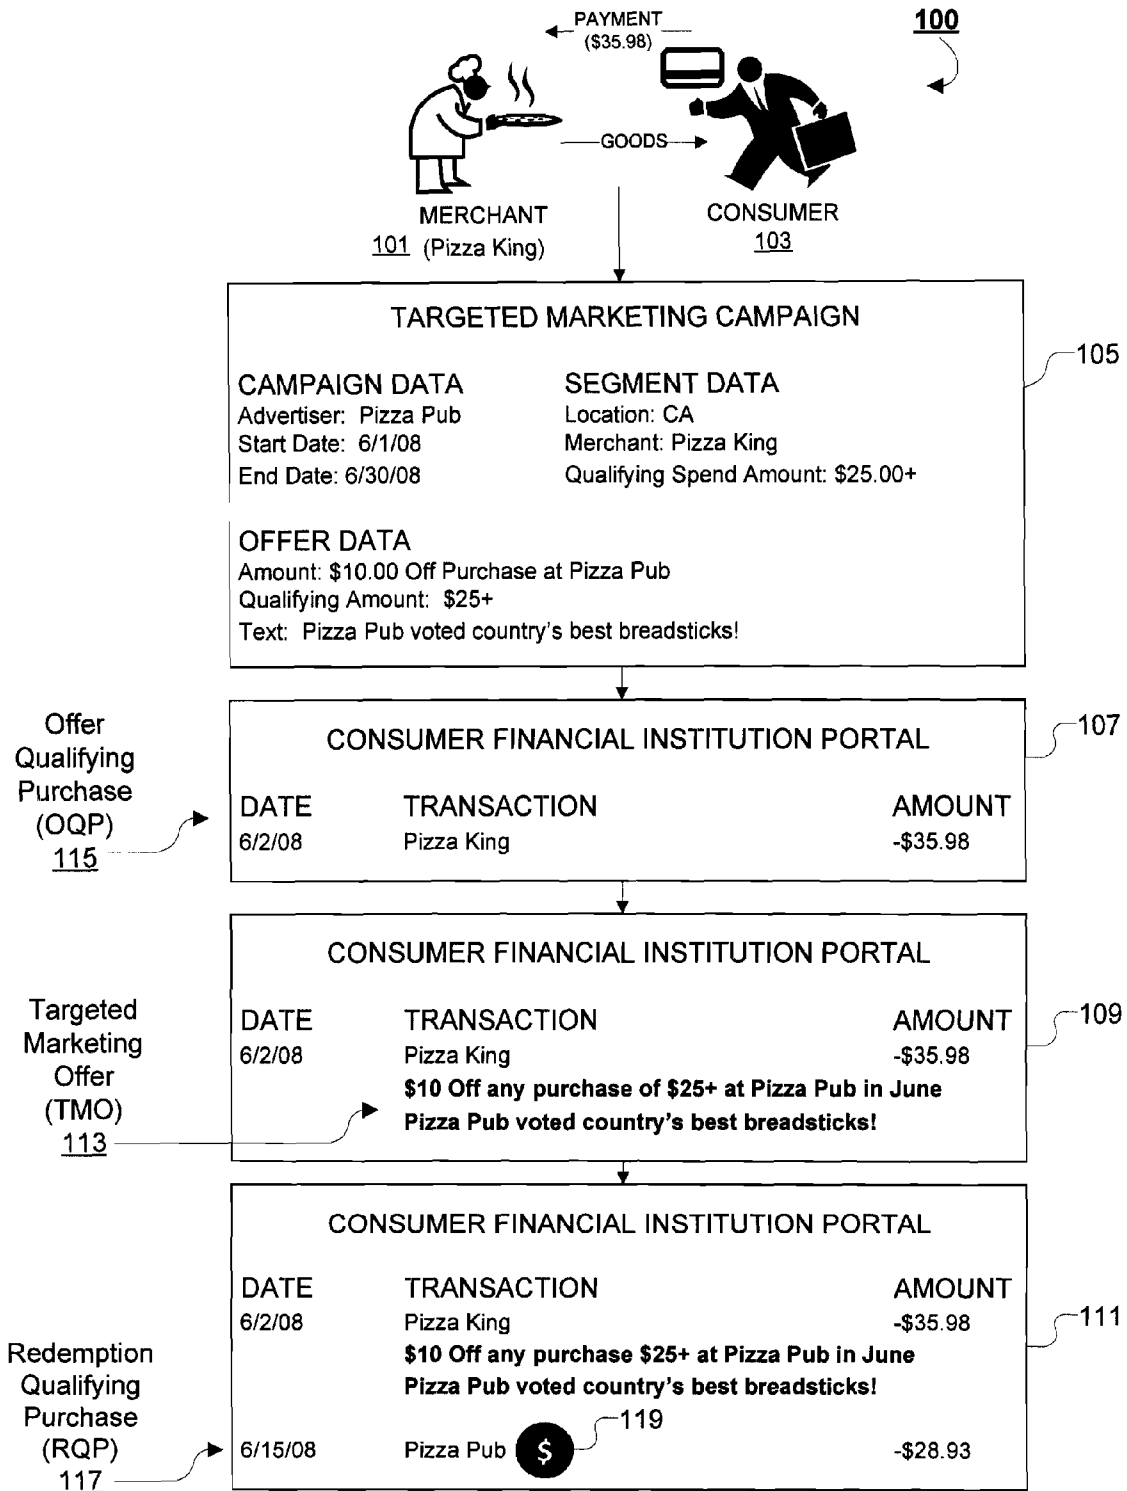 PAYMENT
($35.98)
100
GOODS
MERCHANT
101 (Pizza King)
CONSUMER
103
TARGETED MARKETING CAMPAIGN
105
CAMPAIGN DATA
Advertiser: Pizza Pub
Start Date: 6/1/08
End Date: 6/30/08
SEGMENT DATA
Location: CA
Merchant: Pizza King
Qualifying Spend Amount: $25.00+
OFFER DATA
Amount: $10.00 Off Purchase at Pizza Pub
Qualifying Amount: $25+
Text: Pizza Pub voted country's best breadsticks!
Offer
Qualifying
Purchase
(OQP)
115
CONSUMER FINANCIAL INSTITUTION PORTAL
107
DATE TRANSACTION AMOUNT
6/2/08 Pizza King -$35.98
Targeted
Marketing
Offer
(TMO)
113
CONSUMER FINANCIAL INSTITUTION PORTAL
109
DATE TRANSACTION AMOUNT
6/2/08 Pizza King -$35.98
$10 Off any purchase of $25+ at Pizza Pub in June
Pizza Pub voted country's best breadsticks!
Redemption
Qualifying
Purchase
(RQP)
117
CONSUMER FINANCIAL INSTITUTION PORTAL
111
DATE TRANSACTION AMOUNT
6/2/08 Pizza King -$35.98
$10 Off any purchase $25+ at Pizza Pub in June
Pizza Pub voted country's best breadsticks!
119
6/15/08 Pizza Pub $ -$28.93